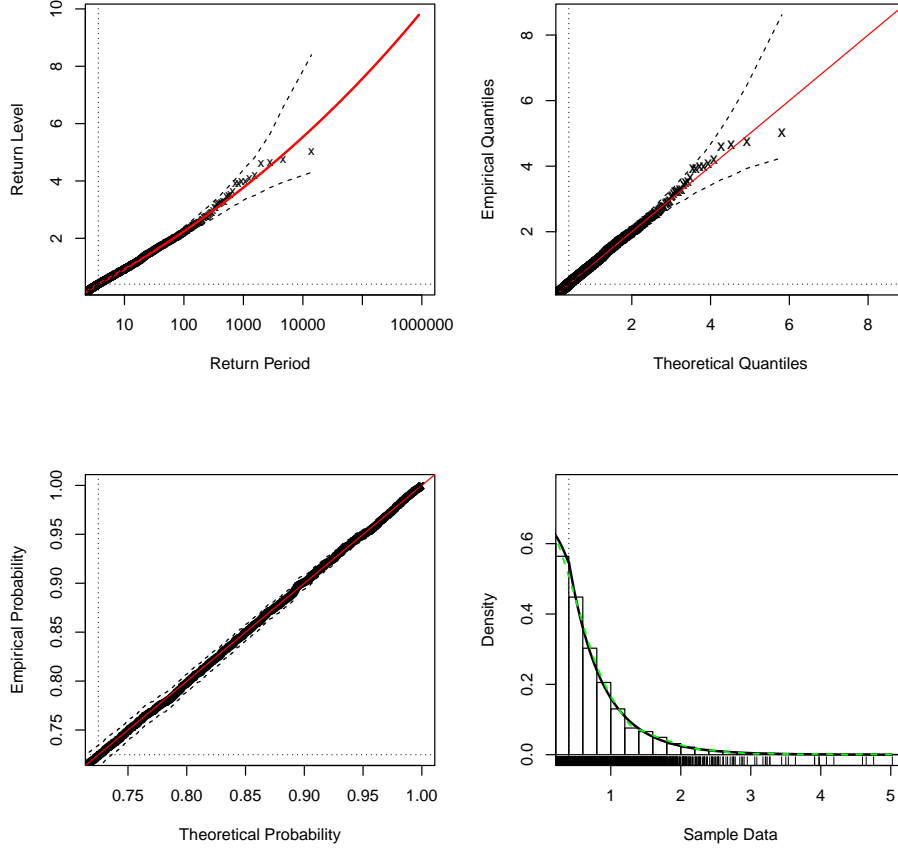 10
8
6
4
2
Return Level
10 100 1000 10000 1000000
Return Period
8
6
4
2
Empirical Quantiles
2 4 6 8
Theoretical Quantiles
1.00
0.95
0.90
0.85
0.80
0.75
Empirical Probability
0.75 0.80 0.85 0.90 0.95 1.00
Theoretical Probability
0.6
0.4
0.2
0.0
Density
1 2 3 4 5
Sample Data